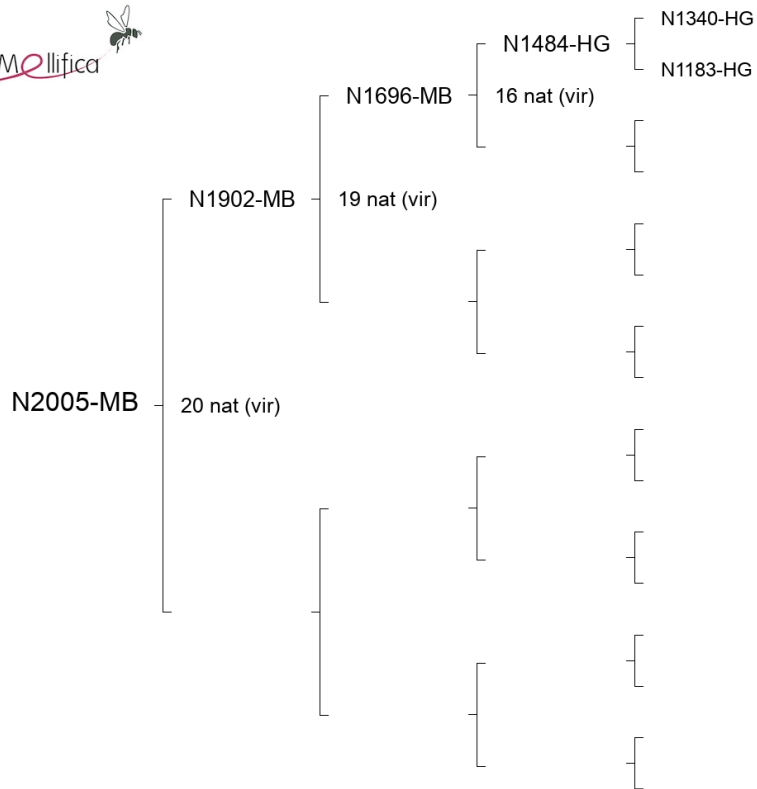 Mellifica
N1340-HG
N1484-HG
N1183-HG
N1696-MB
16 nat (vir)
N1902-MB
19 nat (vir)
N2005-MB
20 nat (vir)